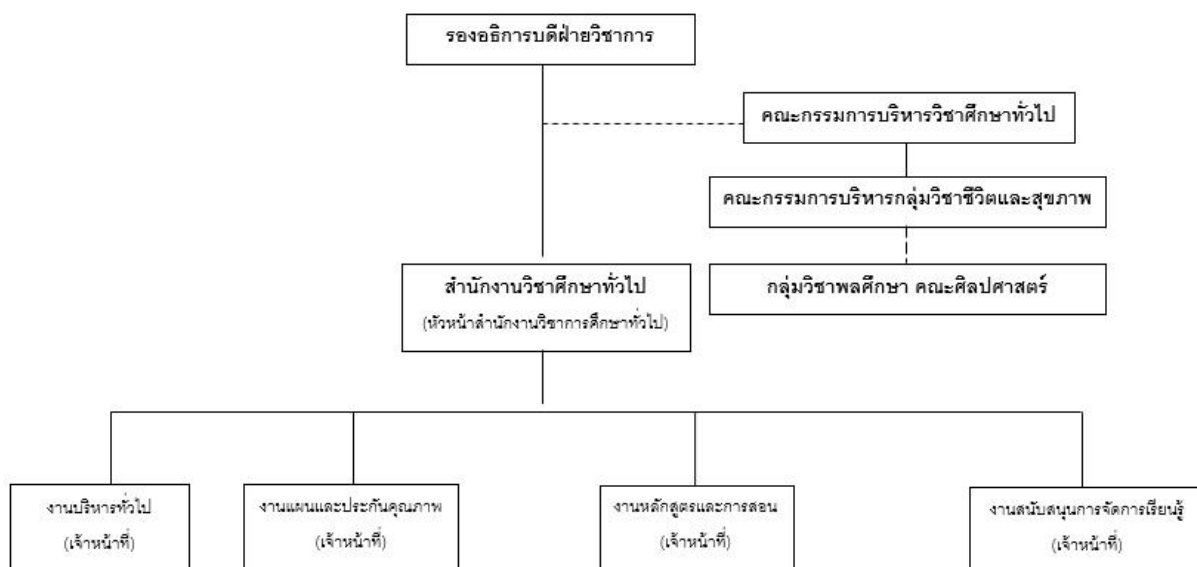 รองอธิการบดีฝ่ายวิชาการ
คณะกรรมการบริหารวิชาศึกษาทั่วไป
คณะกรรมการบริหารกลุ่มวิชาชีวิตและสุขภาพ
สำนักงานวิชาศึกษาทั่วไป
(หัวหน้าสำนักงานวิชาการศึกษาทั่วไป)
กลุ่มวิชาพลศึกษา คณะศิลปศาสตร์
งานบริหารทั่วไป
(เจ้าหน้าที่)
งานแผนและประกันคุณภาพ
(เจ้าหน้าที่)
งานหลักสูตรและการสอน
(เจ้าหน้าที่)
งานสนับสนุนการจัดการเรียนรู้
(เจ้าหน้าที่)